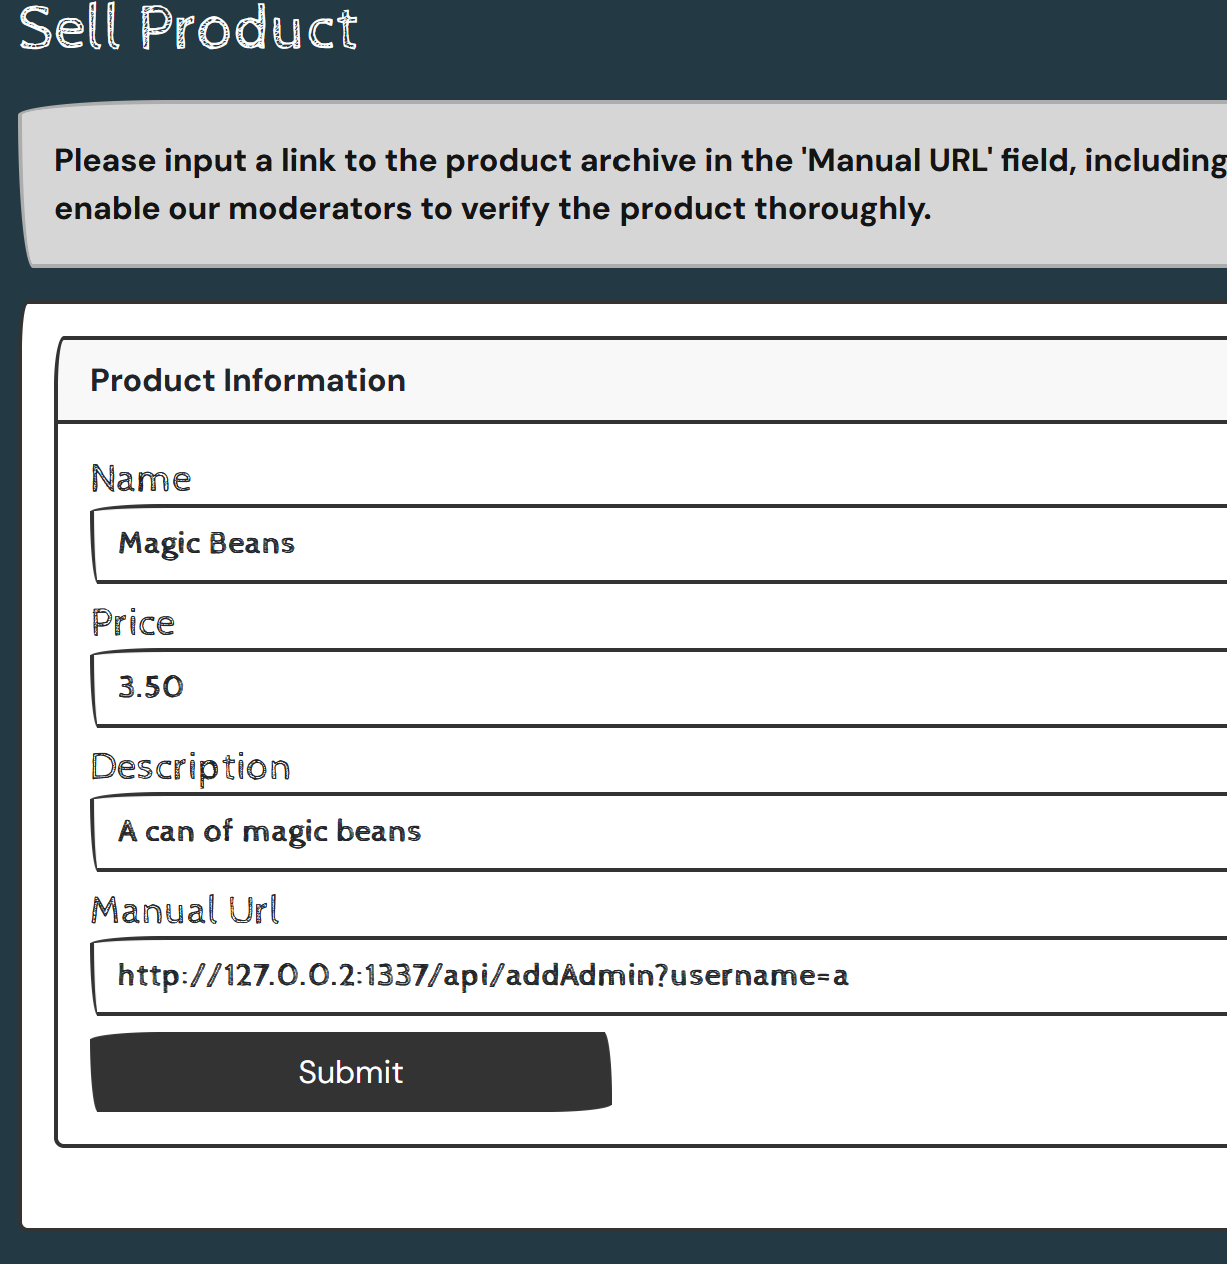 Sell Product
Please input a link to the product archive in the 'Manual URL' field, including
enable our moderators to verify the product thoroughly.
Product Information
Name
Magic Beans
Price
3.50
Description
A can of magic beans
Manual Url
http://127.0.0.2:1337/api/addAdmin?username=a
Submit